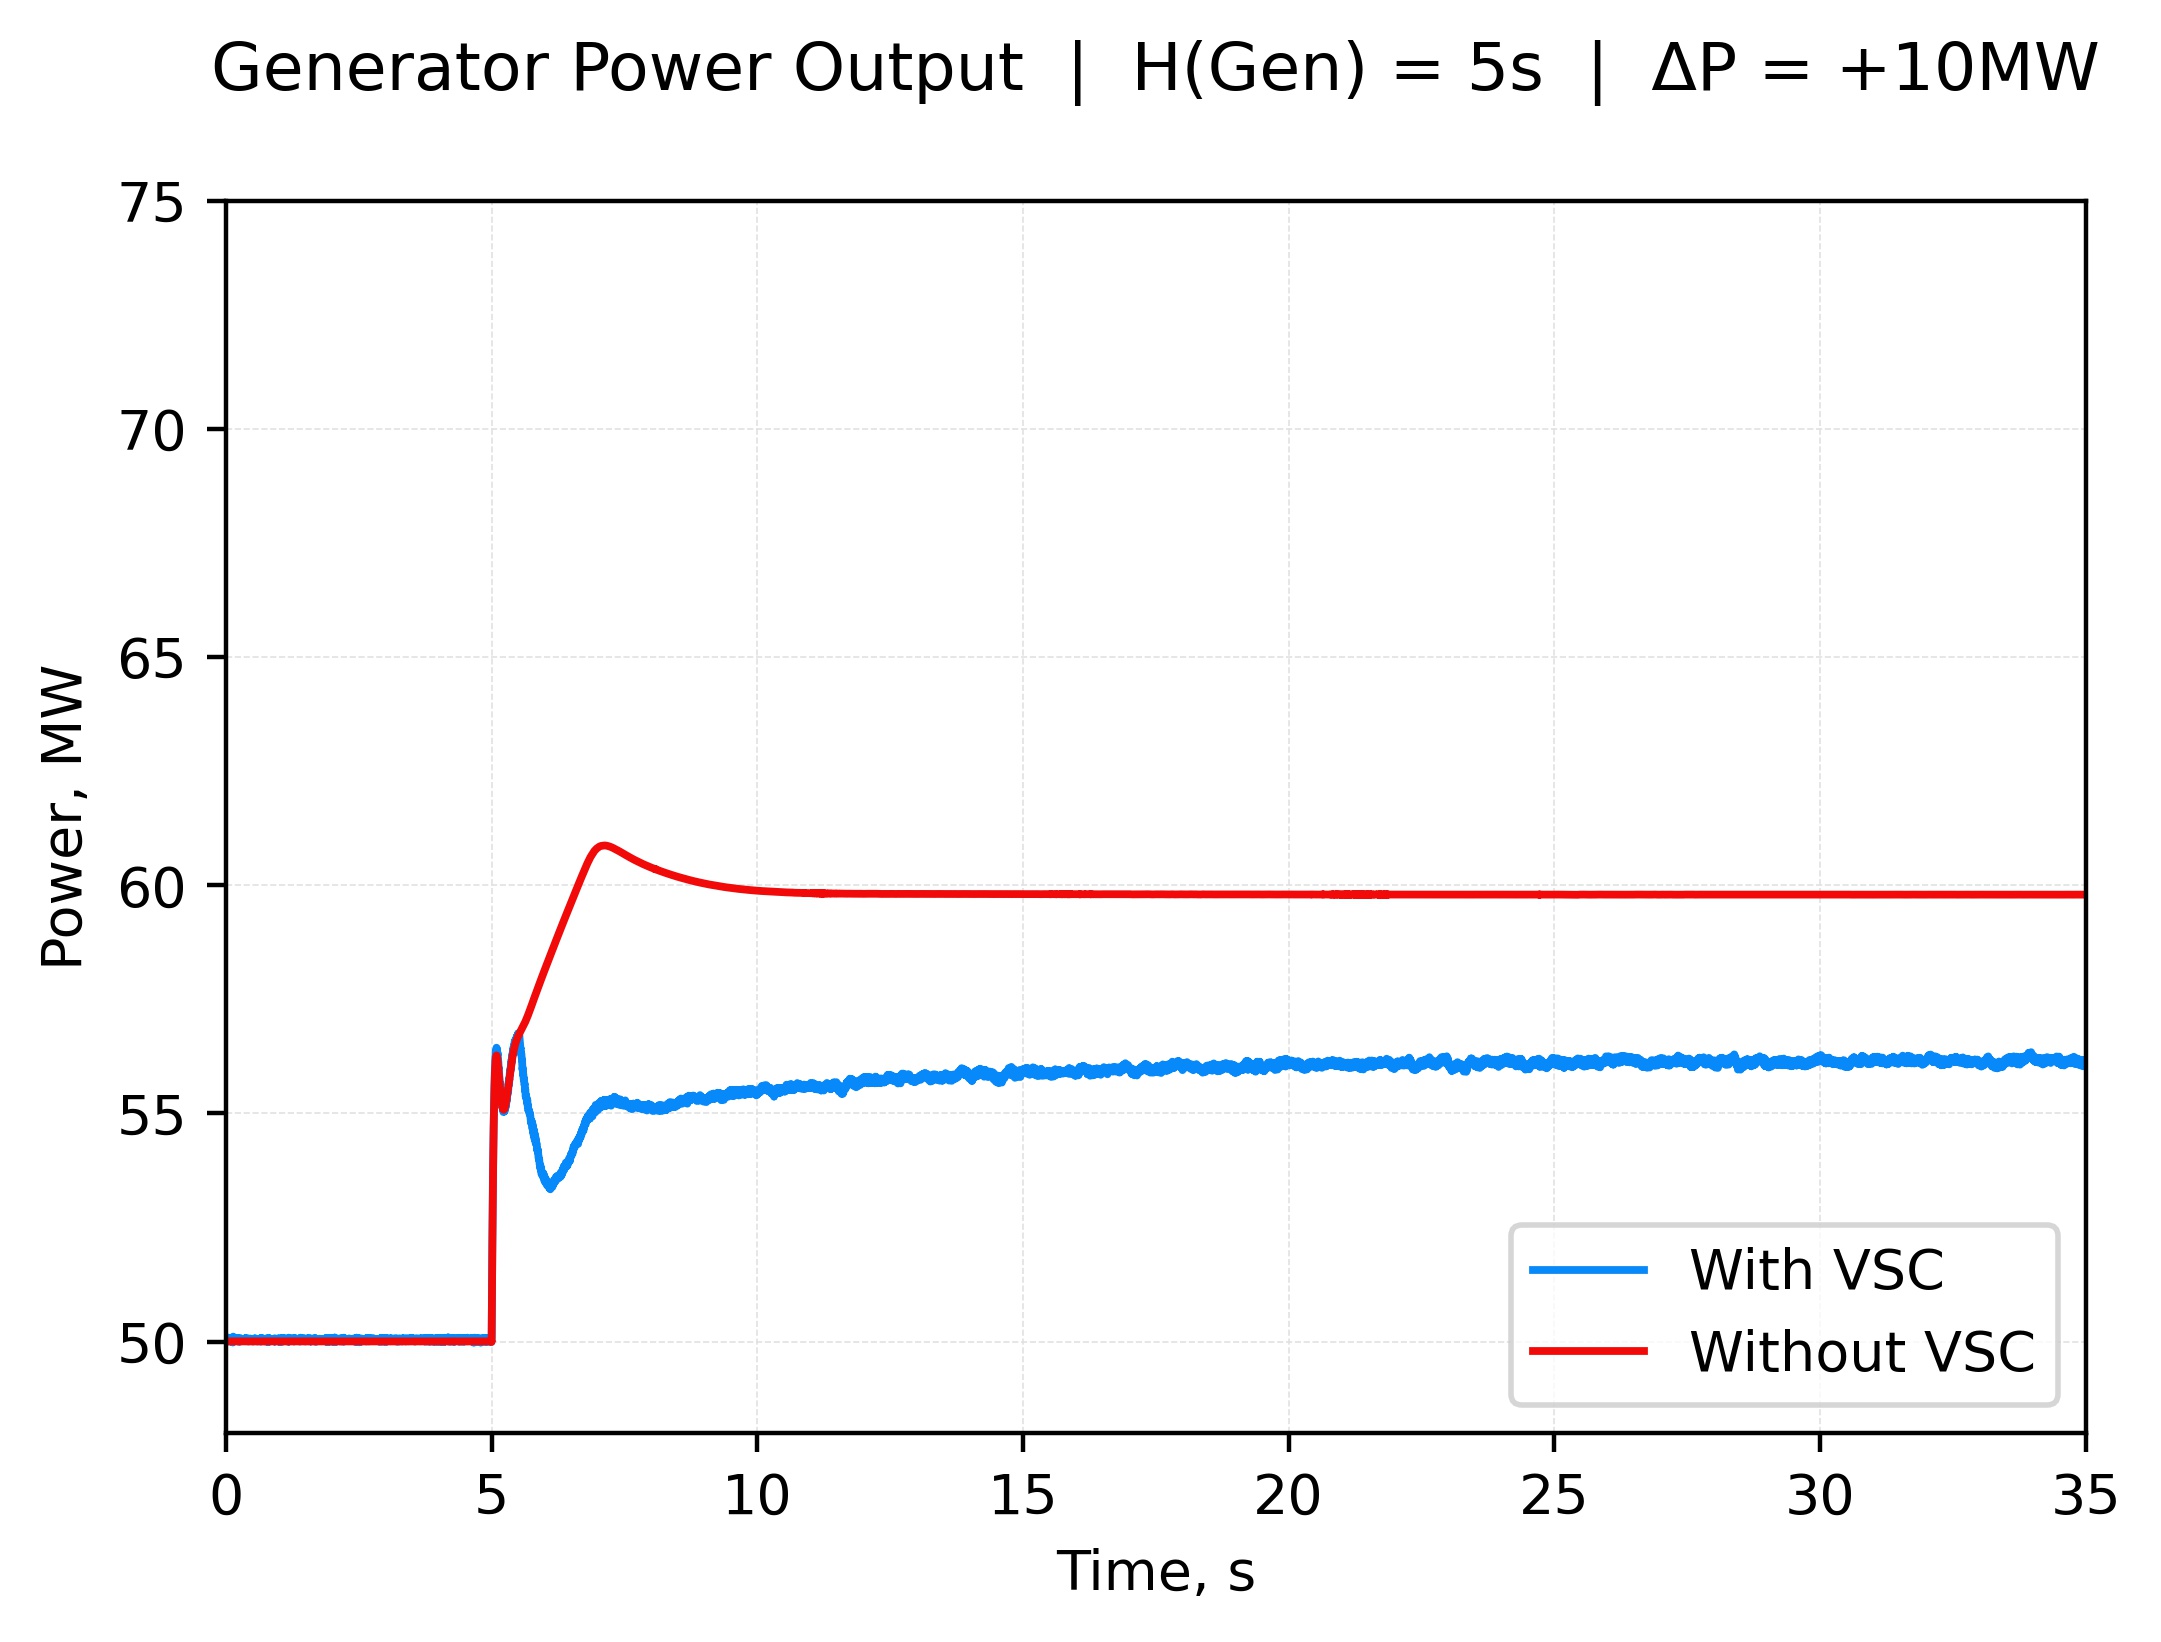 Generator Power Output | H(Gen) = 5s | ΔP = +10MW
75
70
65
60
55
50
Power, MW
With VSC
Without VSC
0 5 10 15 20 25 30 35
Time, s